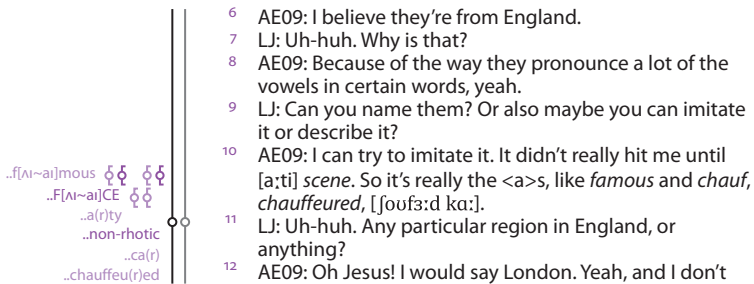 6 AE09: I believe they’re from England.
7 LJ: Uh-huh. Why is that?
8 AE09: Because of the way they pronounce a lot of the
vowels in certain words, yeah.
9 LJ: Can you name them? Or also maybe you can imitate
it or describe it?
10 AE09: I can try to imitate it. It didn’t really hit me until
..f[ʌɪ~aɪ]mous
[aːti] scene. So it’s really the <a>s, like famous and chauf,
..F[ʌɪ~aɪ]CE
chauffeured, [ʃoʊfɜːd kɑː].
..a(r)ty
11 LJ: Uh-huh. Any particular region in England, or
..non-rhotic
anything?
..ca(r)
12 AE09: Oh Jesus! I would say London. Yeah, and I don’t
..chauffeu(r)ed